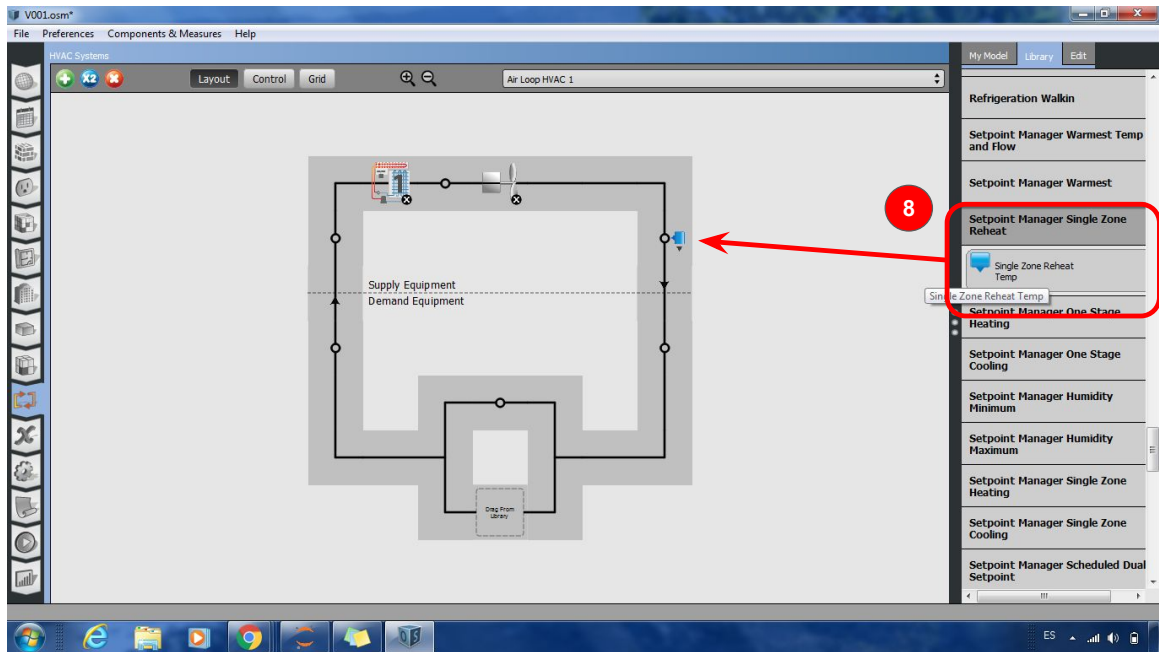 V001.osm*
File Preferences Components & Measures Help
HVAC Systems
My Model Library Edit
X2
Layout Control Grid
Air Loop HVAC 1
Refrigeration Walkin
Setpoint Manager Warmest Temp
and Flow
Setpoint Manager Warmest
8
Setpoint Manager Single Zone
Reheat
1
Single Zone Reheat
Temp
Supply Equipment
Demand Equipment
Single Zone Reheat Temp
Setpoint Manager One Stage
Heating
Setpoint Manager One Stage
Cooling
Setpoint Manager Humidity
Minimum
Setpoint Manager Humidity
Maximum
Setpoint Manager Single Zone
Heating
Drag From
Library
Setpoint Manager Single Zone
Cooling
Setpoint Manager Scheduled Dual
Setpoint
ES